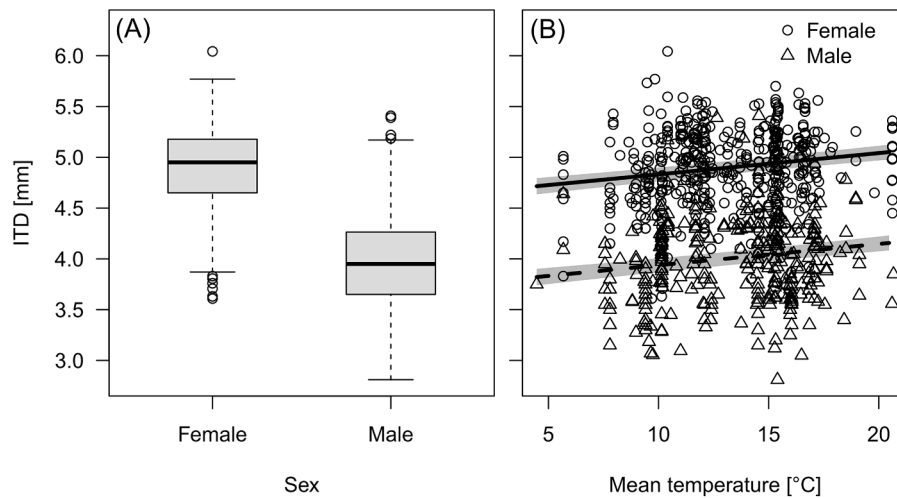 (A)
(B)
Female
Male
ITD [mm]
6.0
5.5
5.0
4.5
4.0
3.5
3.0
Female
Male
5
10
15
20
Sex
Mean temperature [°C]